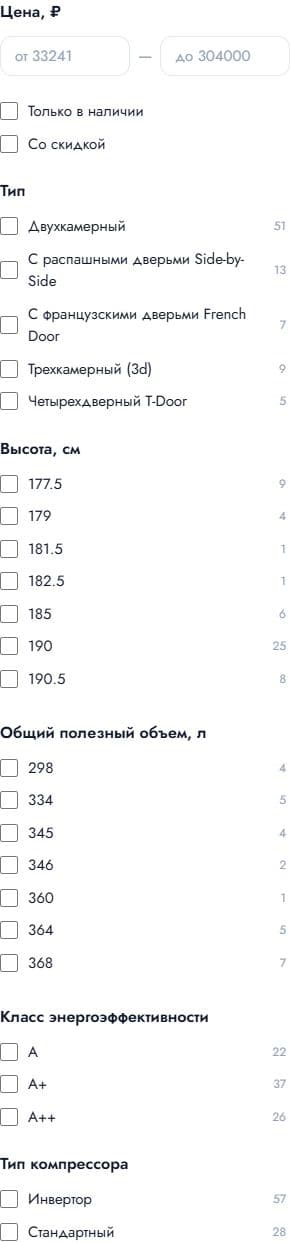 Цена, ₽
от 33241 — до 304000
Только в наличии
Со скидкой
Тип
Двухкамерный 51
С распашными дверьми Side-by-
Side 13
С французскими дверьми French
Door 7
Трехкамерный (3d) 9
Четырехдверный T-Door 5
Высота, см
177.5 9
179 4
181.5 1
182.5 1
185 6
190 25
190.5 8
Общий полезный объем, л
298 4
334 5
345 4
346 2
360 1
364 5
368 7
Класс энергоэффективности
A 22
A+ 37
A++ 26
Тип компрессора
Инвертор 57
Стандартный 28